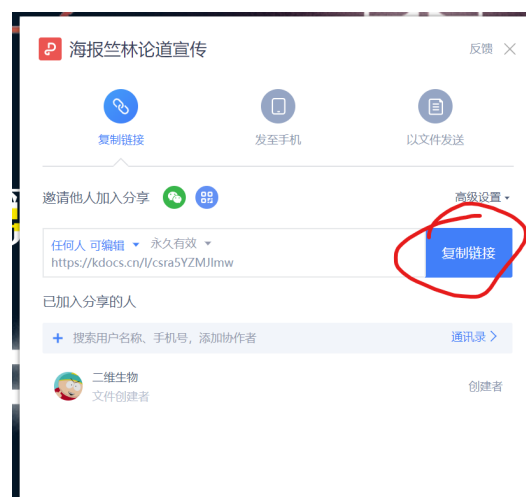 海报竺林论道宣传
反馈
复制链接
发至手机
以文件发送
邀请他人加入分享
高级设置
任何人 可编辑 永久有效
https://kdocs.cn/l/csra5YZMJImw
复制链接
已加入分享的人
+ 搜索用户名称、手机号，添加协作者
通讯录 >
二维生物
创建者
文件创建者